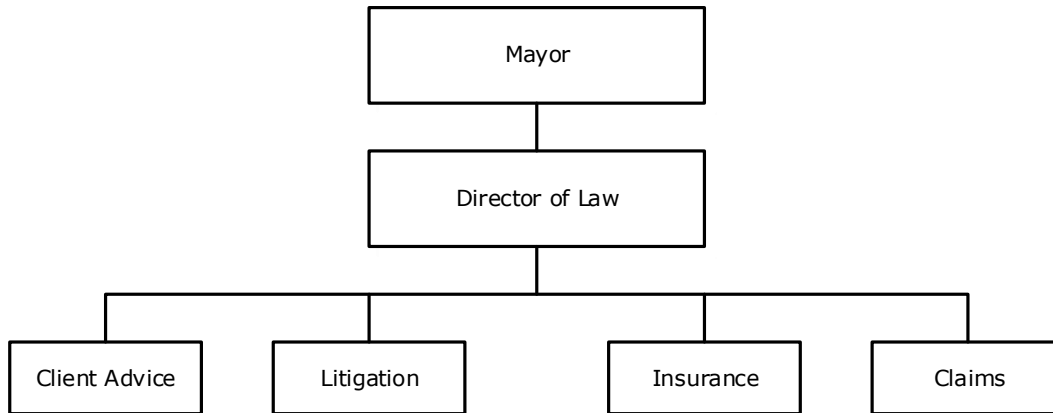 Mayor
Director of Law
Client Advice
Litigation
Insurance
Claims